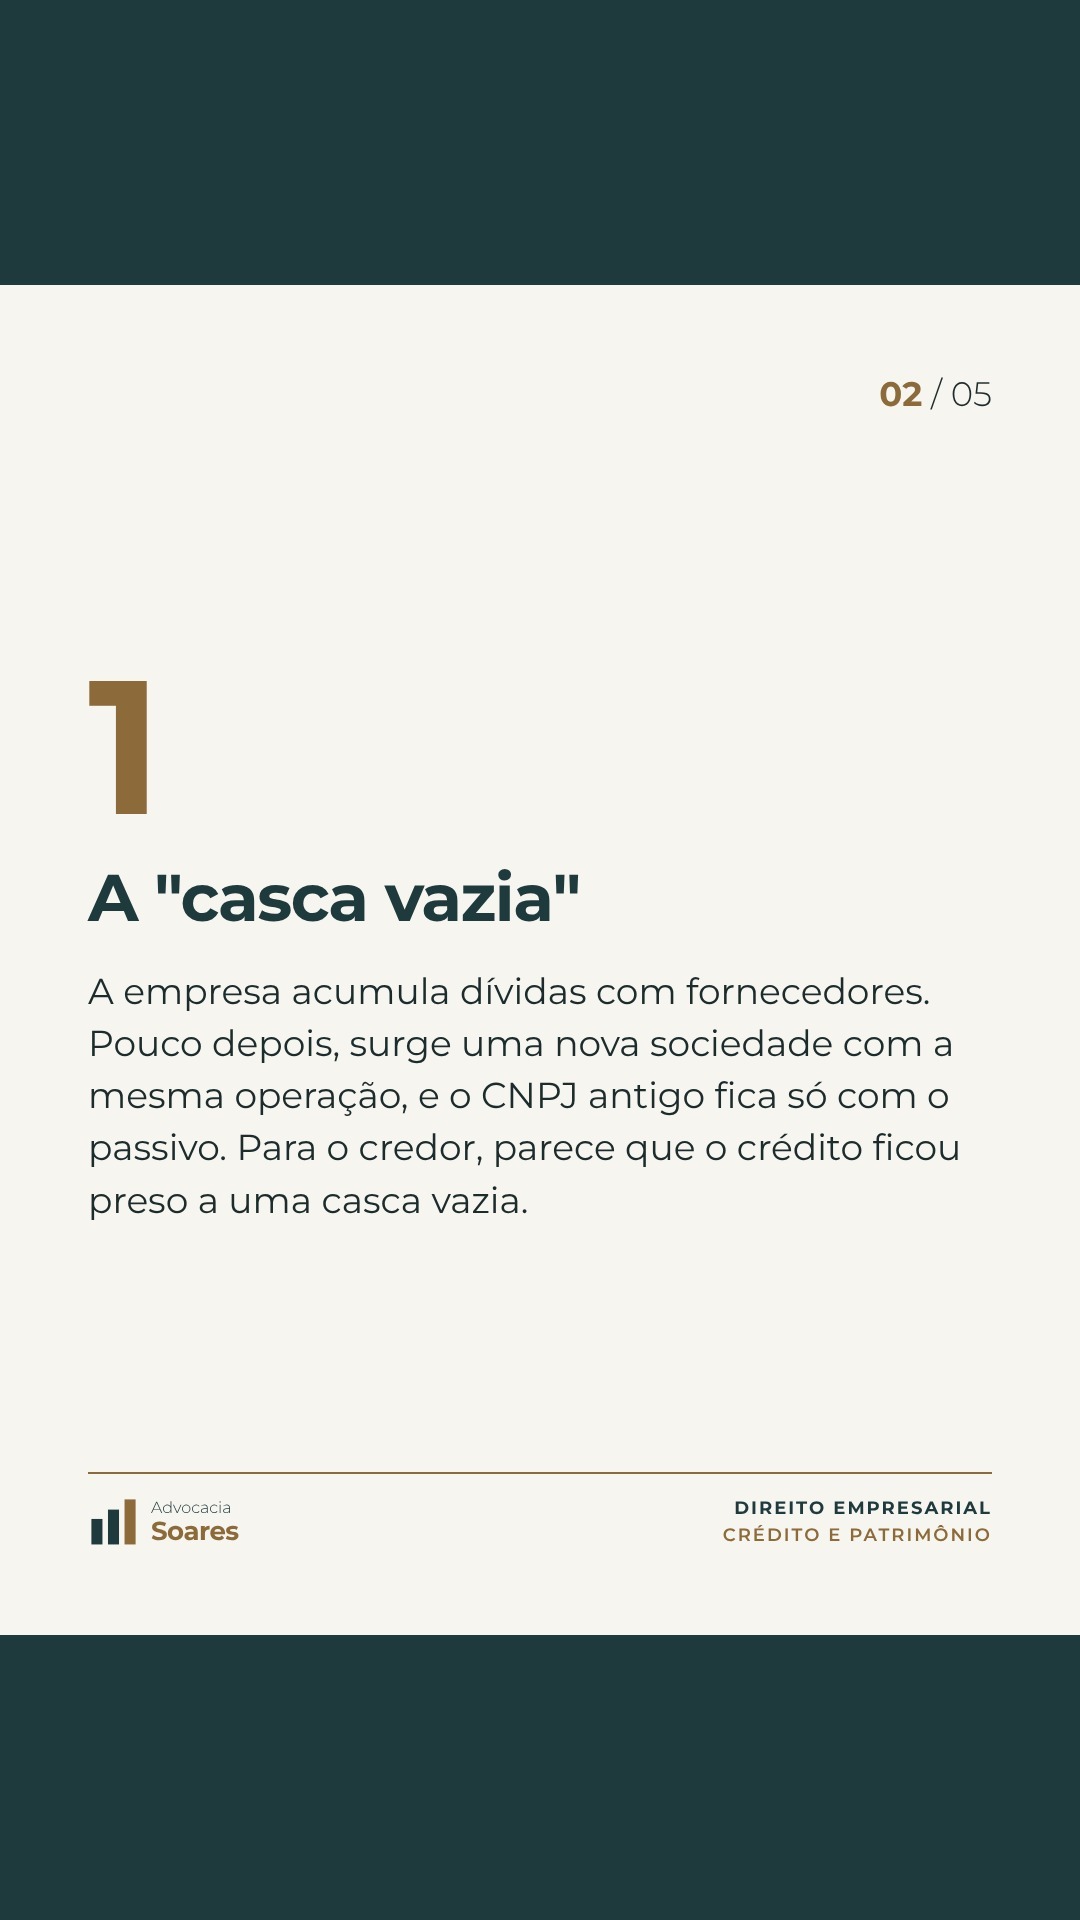 02 / 05
1
A "casca vazia"
A empresa acumula dívidas com fornecedores.
Pouco depois, surge uma nova sociedade com a
mesma operação, e o CNPJ antigo fica só com o
passivo. Para o credor, parece que o crédito ficou
preso a uma casca vazia.
Advocacia
Soares
DIREITO EMPRESARIAL
CRÉDITO E PATRIMÔNIO